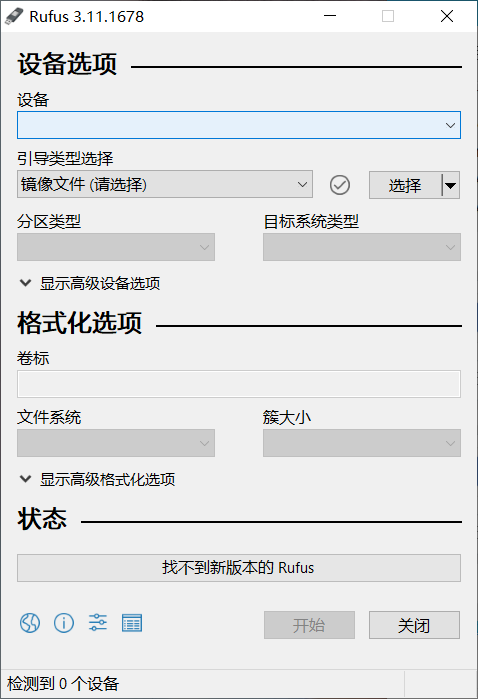 Rufus 3.11.1678
设备选项
设备
引导类型选择
镜像文件 (请选择)
选择
分区类型
目标系统类型
显示高级设备选项
格式化选项
卷标
文件系统
簇大小
显示高级格式化选项
状态
找不到新版本的 Rufus
开始
关闭
检测到 0 个设备